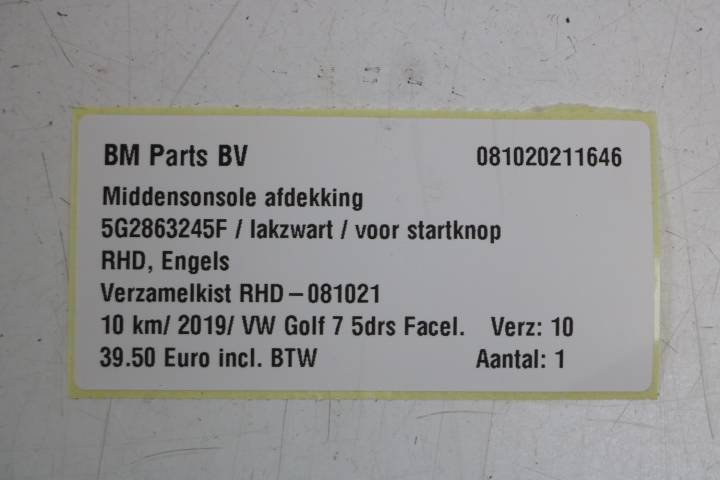 BM Parts BV 081020211646
Middensonsole afdekking
5G2863245F / lakzwart / voor startknop
RHD, Engels
Verzamelkist RHD – 081021
10 km/ 2019/ VW Golf 7 5drs Facel. Verz: 10
39.50 Euro incl. BTW Aantal: 1